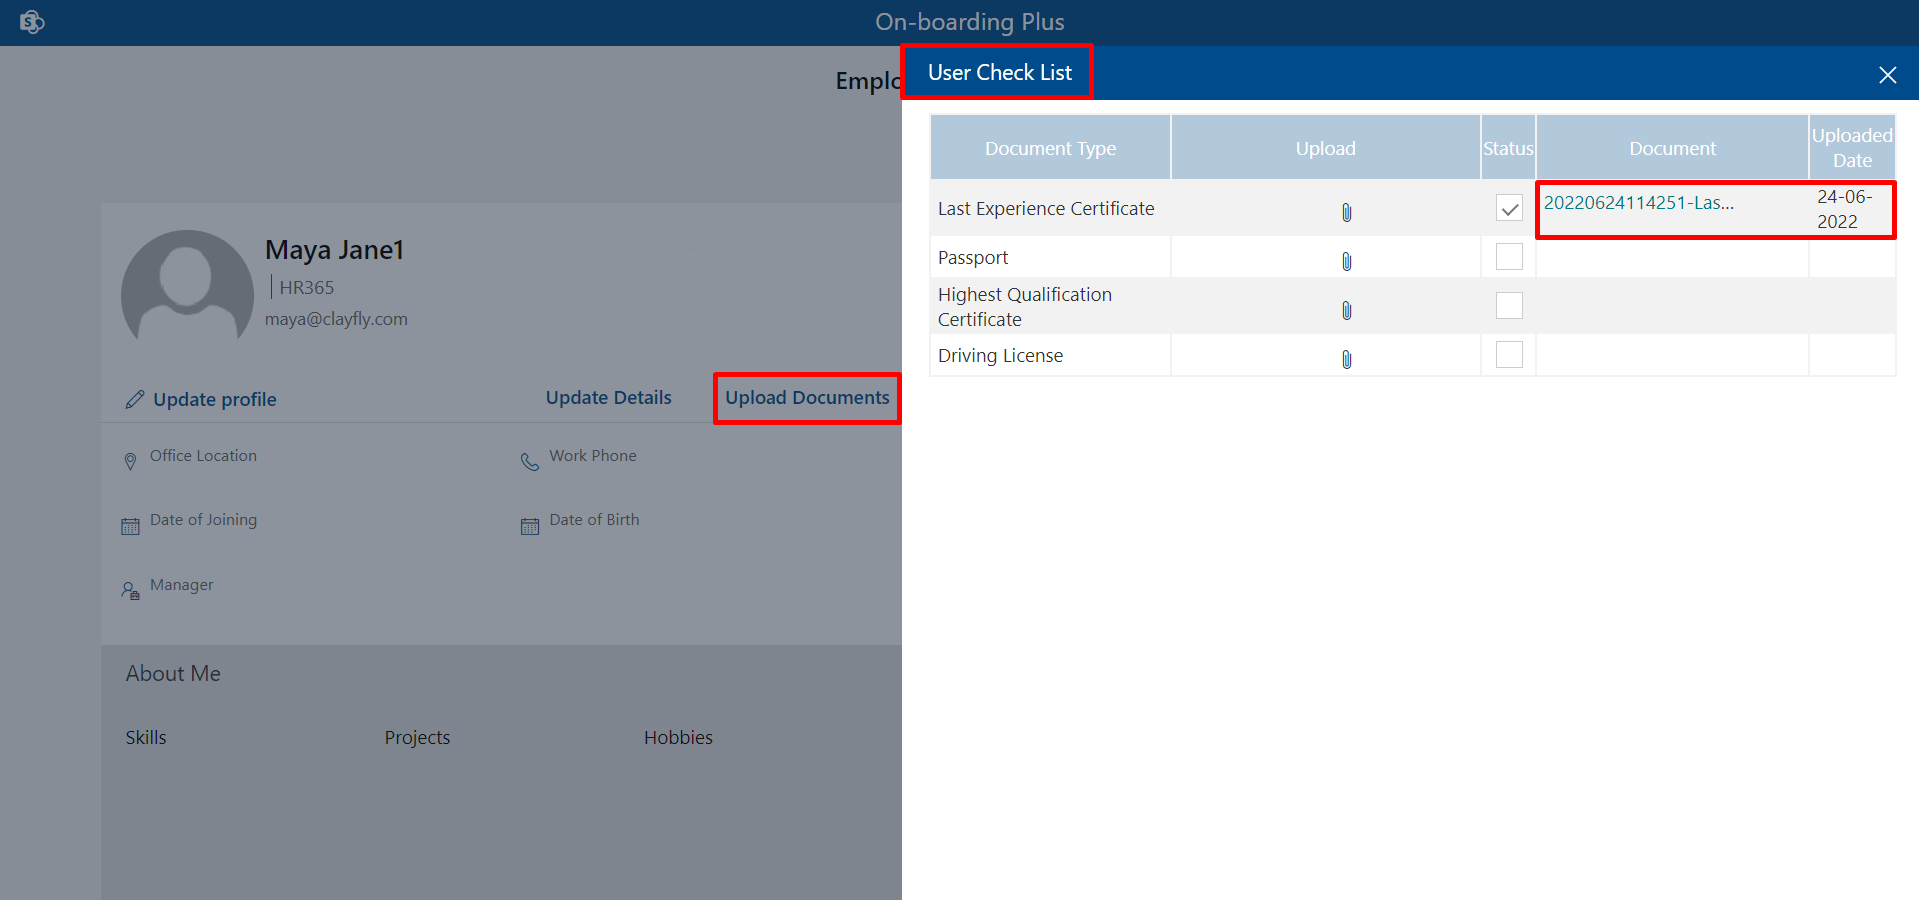 On-boarding Plus
Emplo
User Check List
Document Type
Upload
Status
Document
Uploaded
Date
Last Experience Certificate
20220624114251-Las...
24-06-
2022
Passport
Highest Qualification
Certificate
Driving License
Maya Jane1
HR365
maya@clayfly.com
Update profile
Update Details
Upload Documents
Office Location
Work Phone
Date of Joining
Date of Birth
Manager
About Me
Skills
Projects
Hobbies